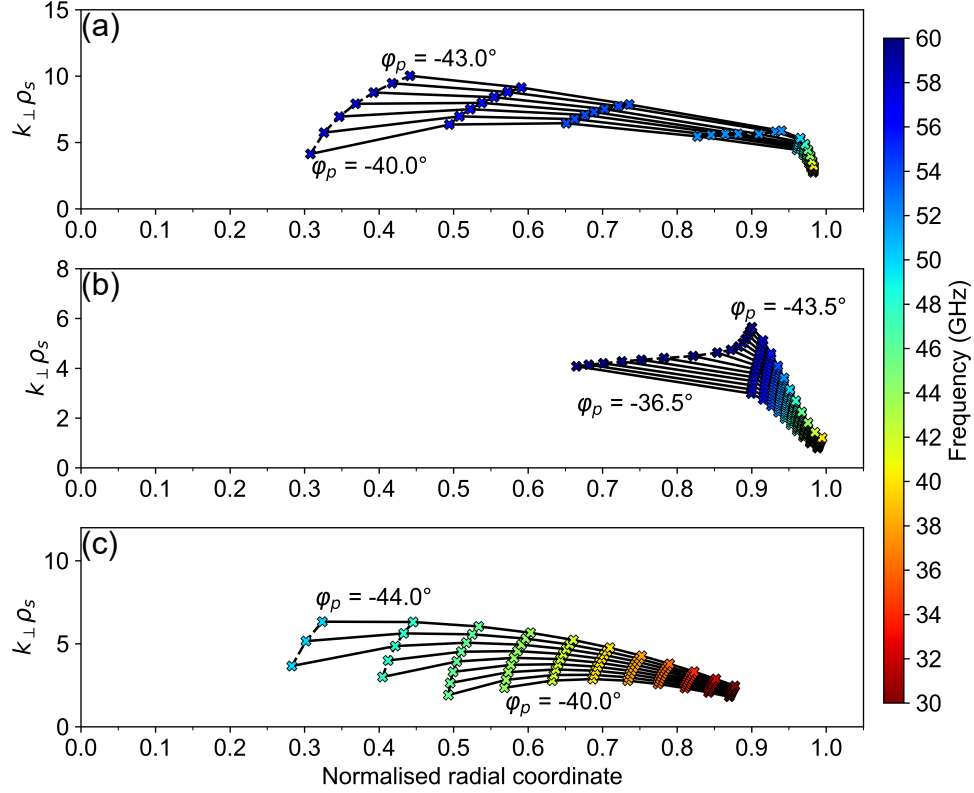 (a)
φp = -43.0°
φp = -40.0°
k⊥ρs
15
10
5
0
0.0 0.1 0.2 0.3 0.4 0.5 0.6 0.7 0.8 0.9 1.0
(b)
φp = -43.5°
φp = -36.5°
k⊥ρs
8
6
4
2
0
0.0 0.1 0.2 0.3 0.4 0.5 0.6 0.7 0.8 0.9 1.0
(c)
φp = -44.0°
φp = -40.0°
k⊥ρs
10
5
0
0.0 0.1 0.2 0.3 0.4 0.5 0.6 0.7 0.8 0.9 1.0
Normalised radial coordinate
60
58
56
54
52
50
48
46
44
42
40
38
36
34
32
30
Frequency (GHz)